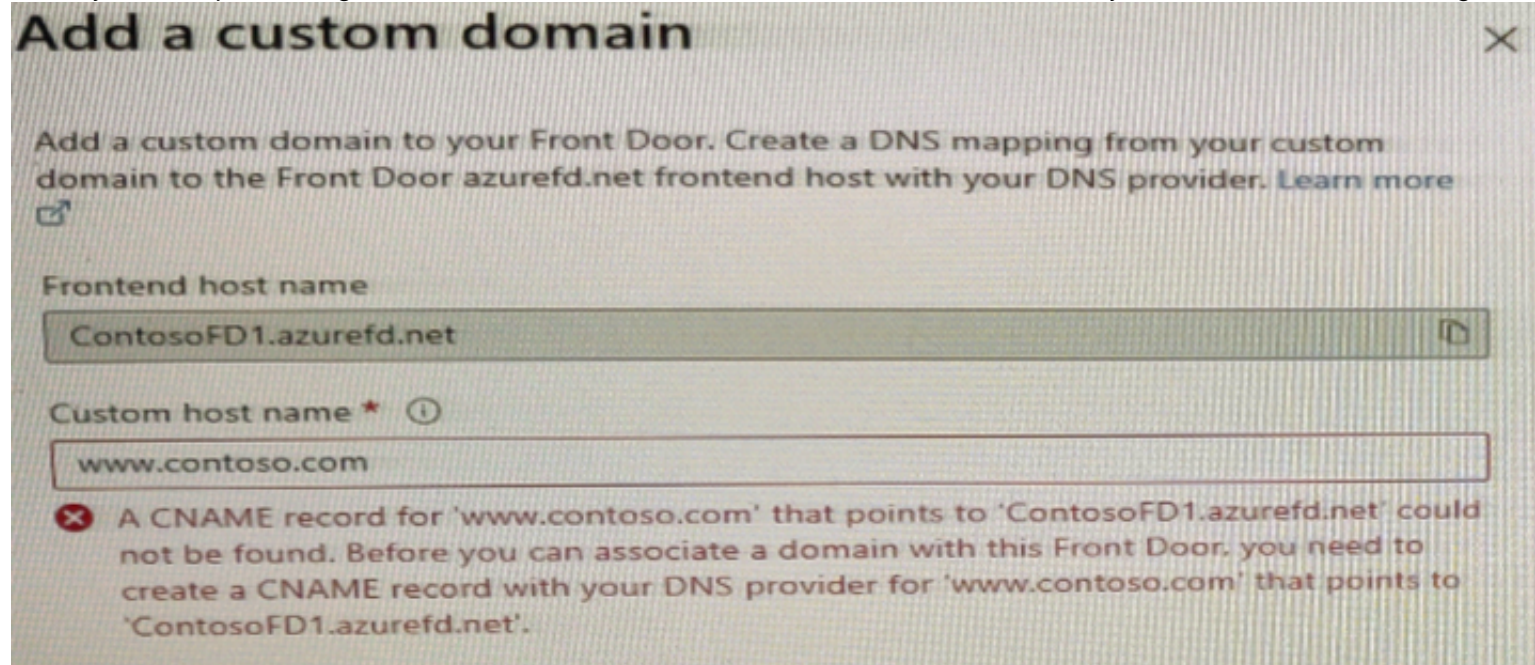 Add a custom domain
Add a custom domain to your Front Door. Create a DNS mapping from your custom
domain to the Front Door azurefd.net frontend host with your DNS provider. Learn more
Frontend host name
ContosoFD1.azurefd.net
Custom host name *
www.contoso.com
A CNAME record for 'www.contoso.com' that points to 'ContosoFD1.azurefd.net' could
not be found. Before you can associate a domain with this Front Door, you need to
create a CNAME record with your DNS provider for 'www.contoso.com' that points to
'ContosoFD1.azurefd.net'.